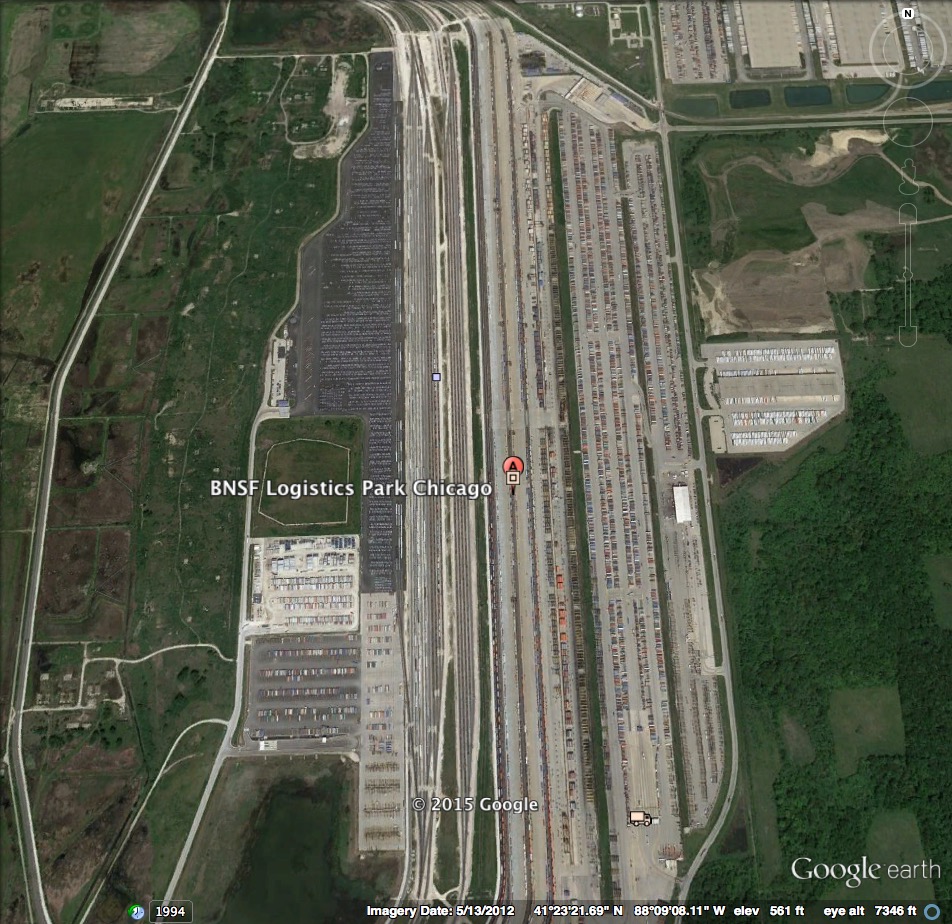 N
A
BNSF Logistics Park Chicago
© 2015 Google
Google earth
1994
Imagery Date: 5/13/2012 41°23'21.69" N 88°09'08.11" W elev 561 ft eye alt 7346 ft